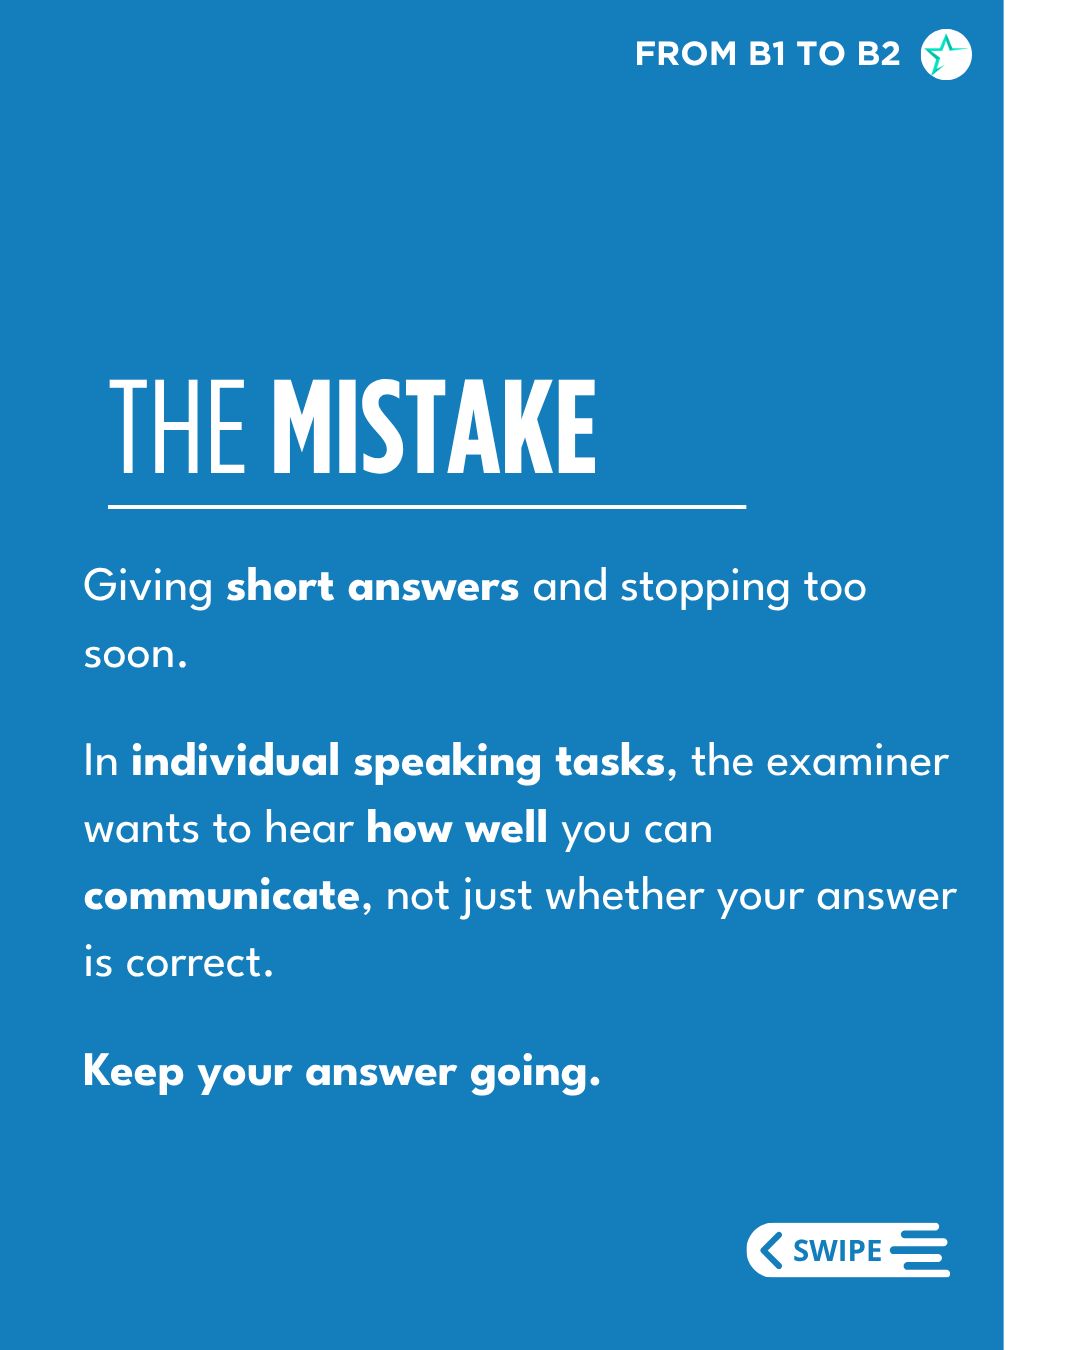 FROM B1 TO B2
THE MISTAKE
Giving short answers and stopping too
soon.
In individual speaking tasks, the examiner
wants to hear how well you can
communicate, not just whether your answer
is correct.
Keep your answer going.
SWIPE